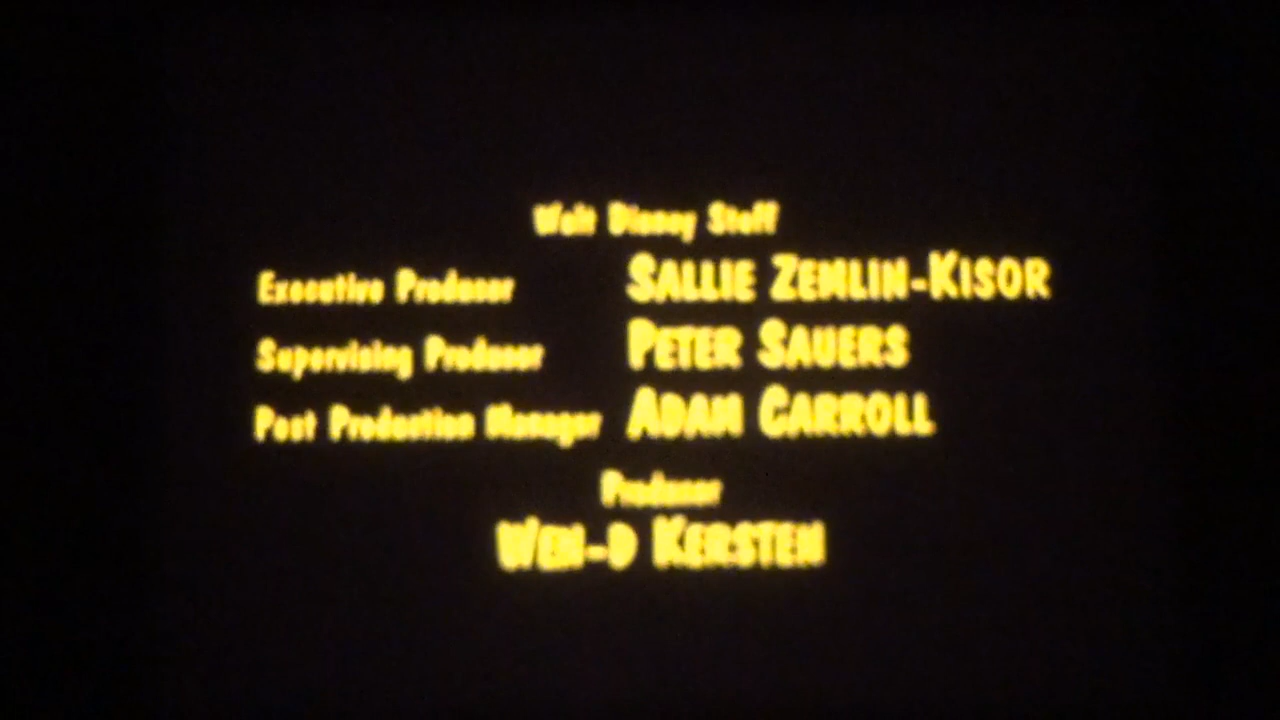 Walt Disney Staff
Executive Producer SALLIE ZEMLIN-KISOR
Supervising Producer PETER SAUERS
Post Production Manager ADAM CARROLL
Producer
WEN-D KERSTEN